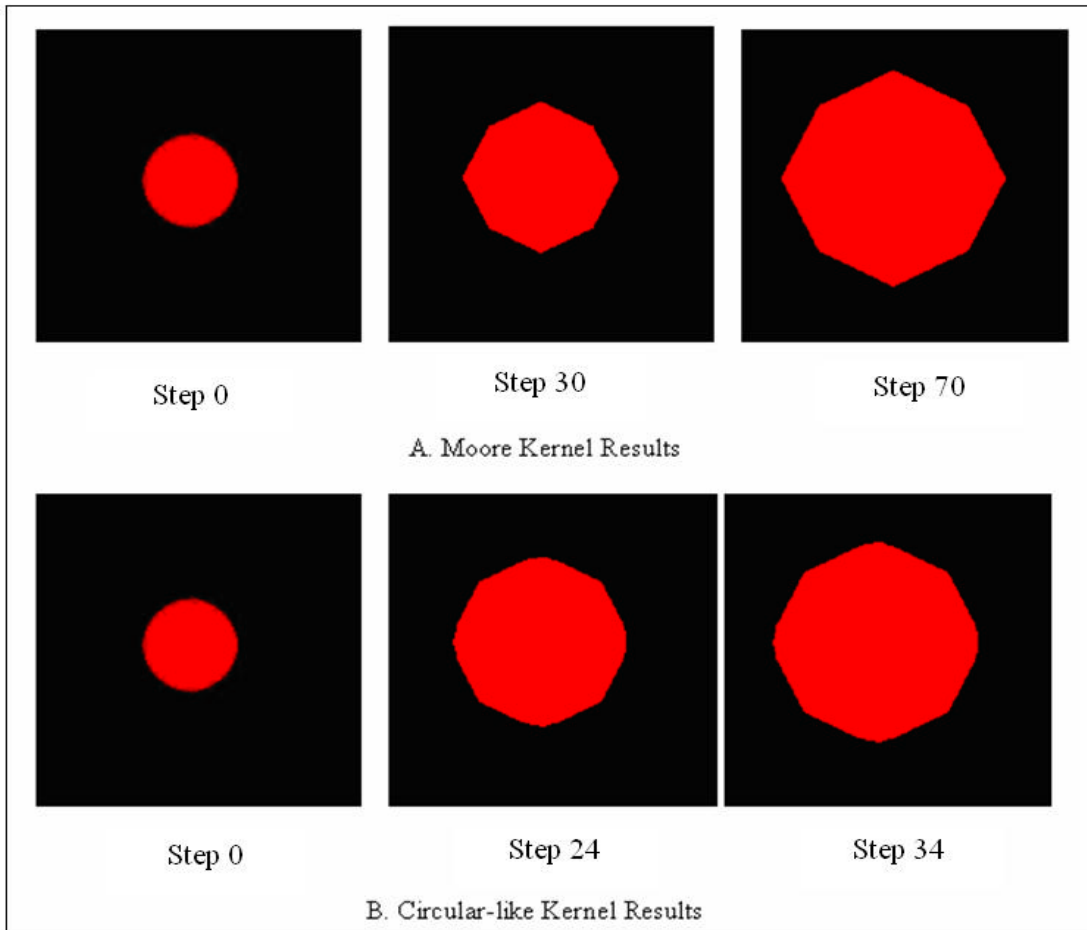 Step 0
Step 30
Step 70
A. Moore Kernel Results
Step 0
Step 24
Step 34
B. Circular-like Kernel Results